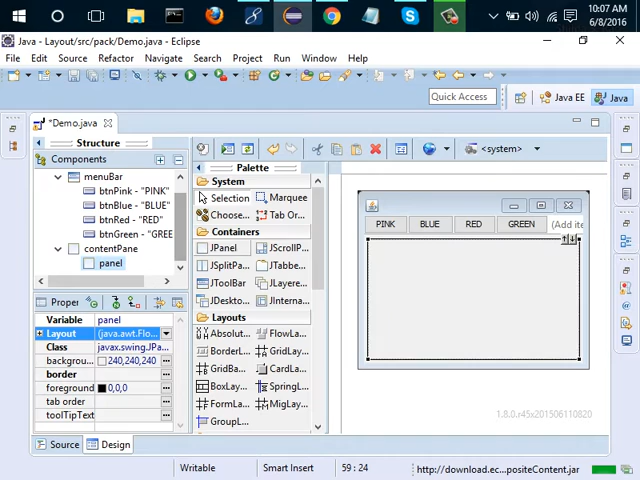 10:07 AM
6/8/2016
Java - Layout/src/pack/Demo.java - Eclipse
File Edit Source Refactor Navigate Search Project Run Window Help
Quick Access
Java EE
Java
*Demo.java
Structure
Components
menuBar
btnPink - "PINK"
btnBlue - "BLUE"
btnRed - "RED"
btnGreen - "GREE
contentPane
panel
Proper
Variable panel
Layout (java.awt.Flo...
Class javax.swing.JPa...
backgrou... 240,240,240
border
foreground 0,0,0
tab order
toolTipText
Source
Design
Palette
System
Selection Marquee
Choose... Tab Or...
Containers
JPanel JScrollP...
JSplitPa... JTabbe...
JToolBar JLayere...
JDeskto... JInterna...
Layouts
Absolut... FlowLa...
BorderL... GridLay...
GridBa... CardLa...
BoxLay... SpringL...
FormLa... MigLay...
GroupL...
<system>
PINK BLUE RED GREEN (Add ite
1.8.0.r45x201506110820
Writable
Smart Insert
59 : 24
http://download.ec...positeContent.jar